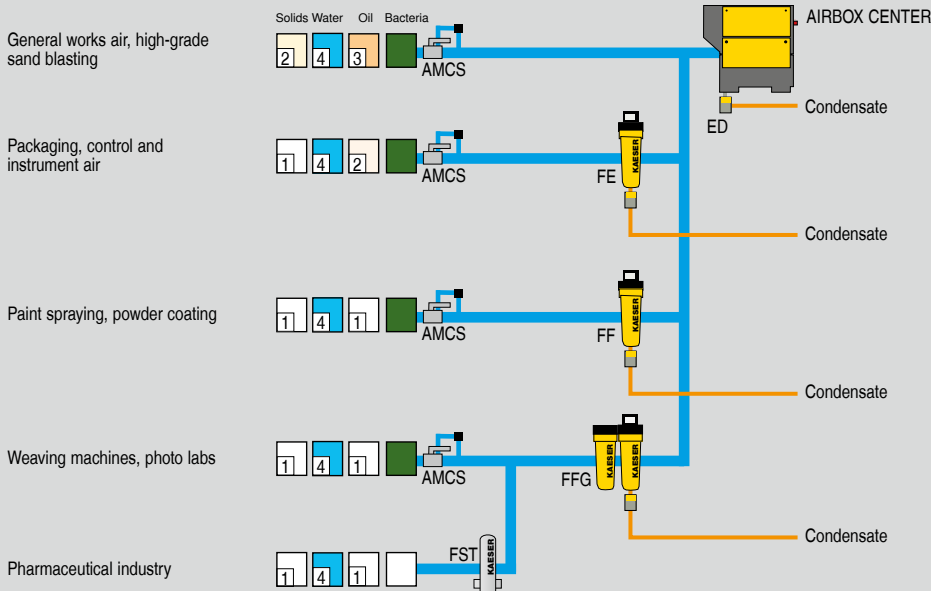 Solids Water Oil Bacteria
AIRBOX CENTER
General works air, high-grade
sand blasting
2 4 3
AMCS
ED
Condensate
Packaging, control and
instrument air
1 4 2
AMCS
FE
KAESER
Condensate
Paint spraying, powder coating
1 4 1
AMCS
FF
KAESER
Condensate
Weaving machines, photo labs
1 4 1
AMCS
FFG
KAESER
KAESER
Condensate
Pharmaceutical industry
1 4 1
FST
KAESER